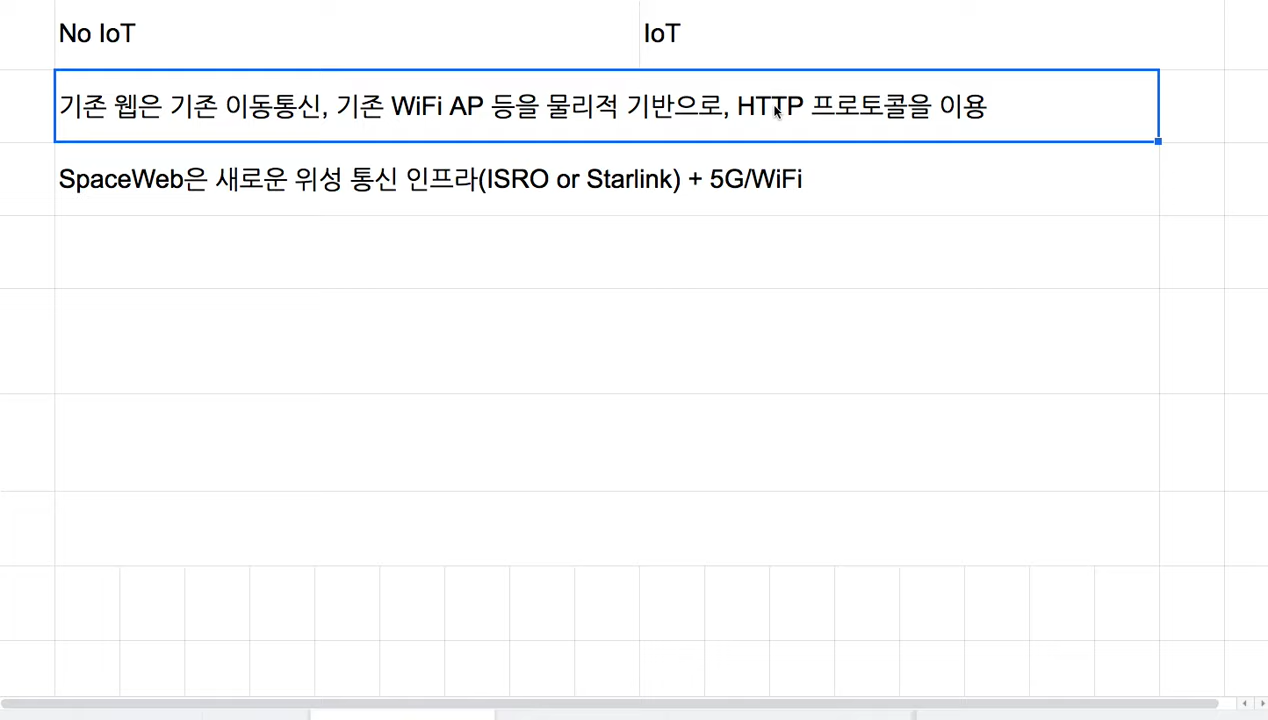 No IoT
IoT
기존 웹은 기존 이동통신, 기존 WiFi AP 등을 물리적 기반으로, HTTP 프로토콜을 이용
SpaceWeb은 새로운 위성 통신 인프라(ISRO or Starlink) + 5G/WiFi